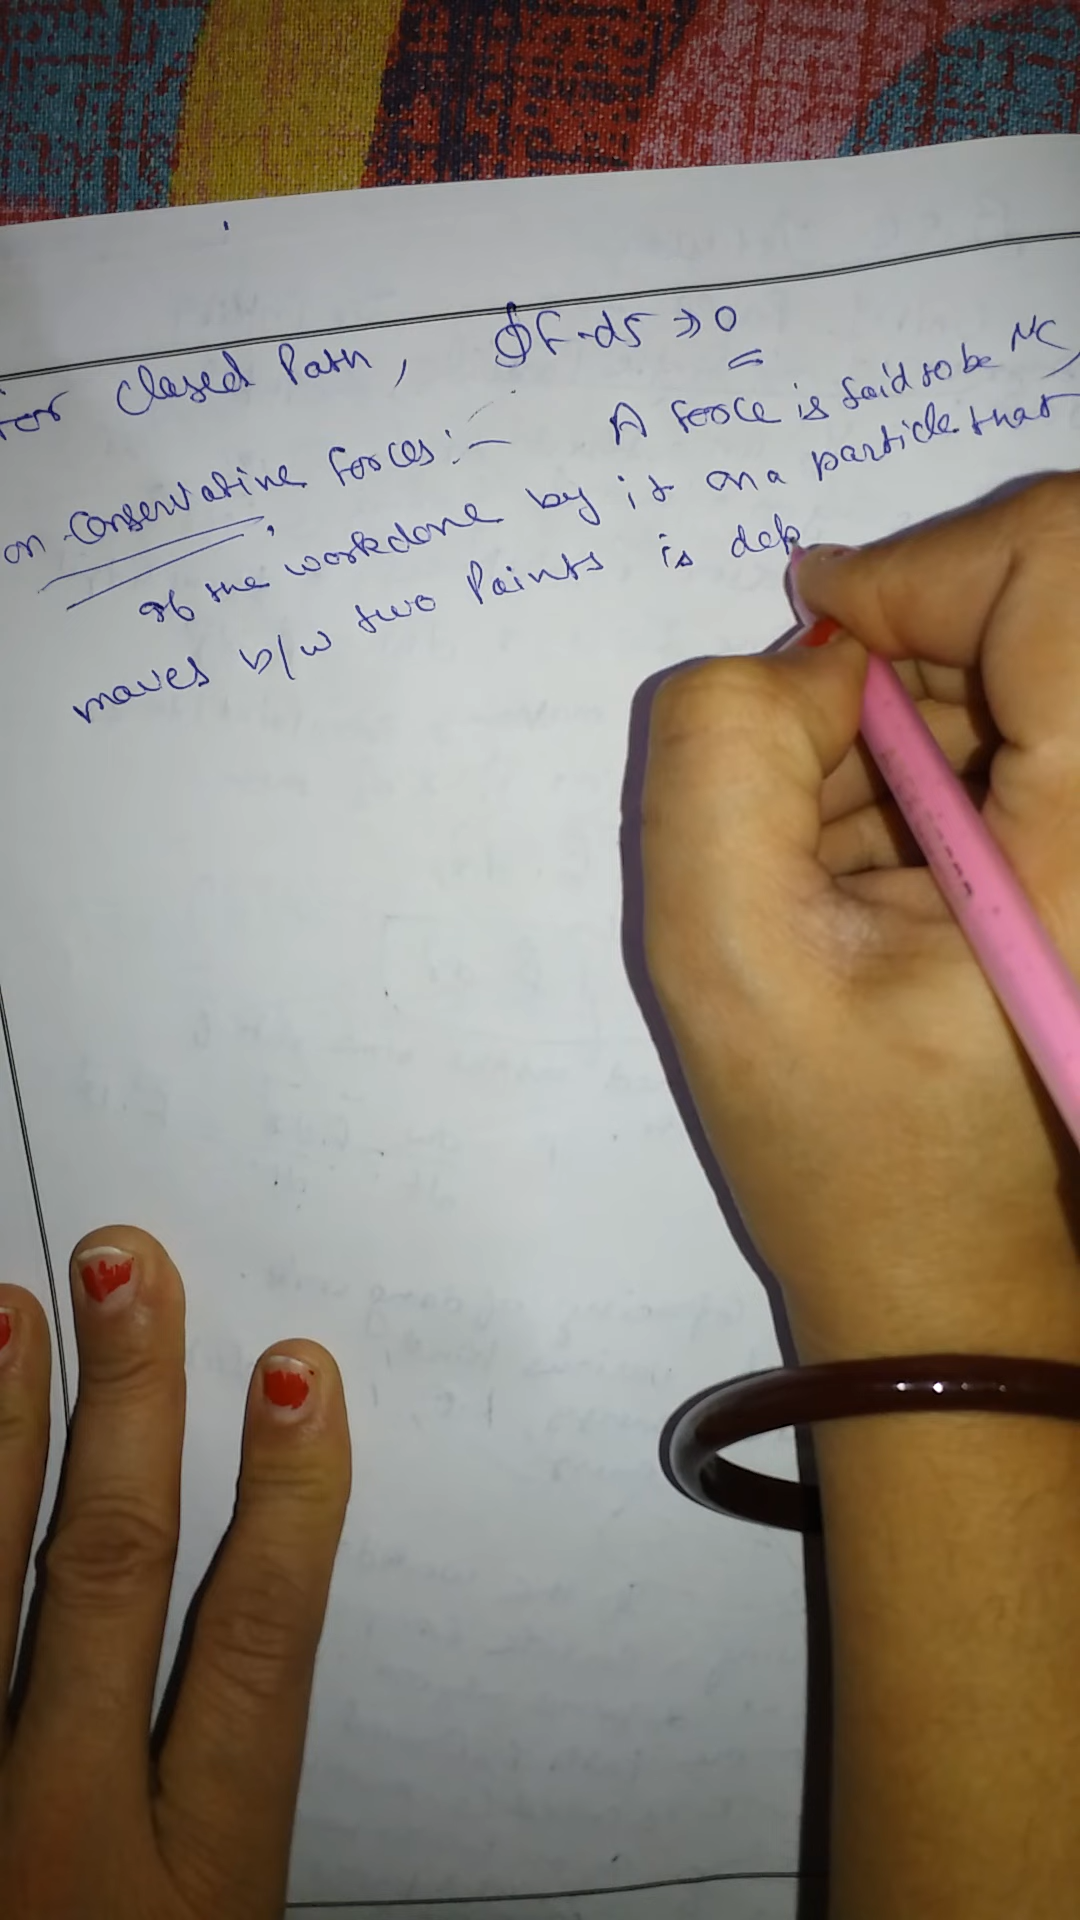 For Closed Path, ∮F.ds ⇒ 0
on-Conservative Forces:- A force is said to be NC,
If the workdone by it on a particle that
moves b/w two Points is dep